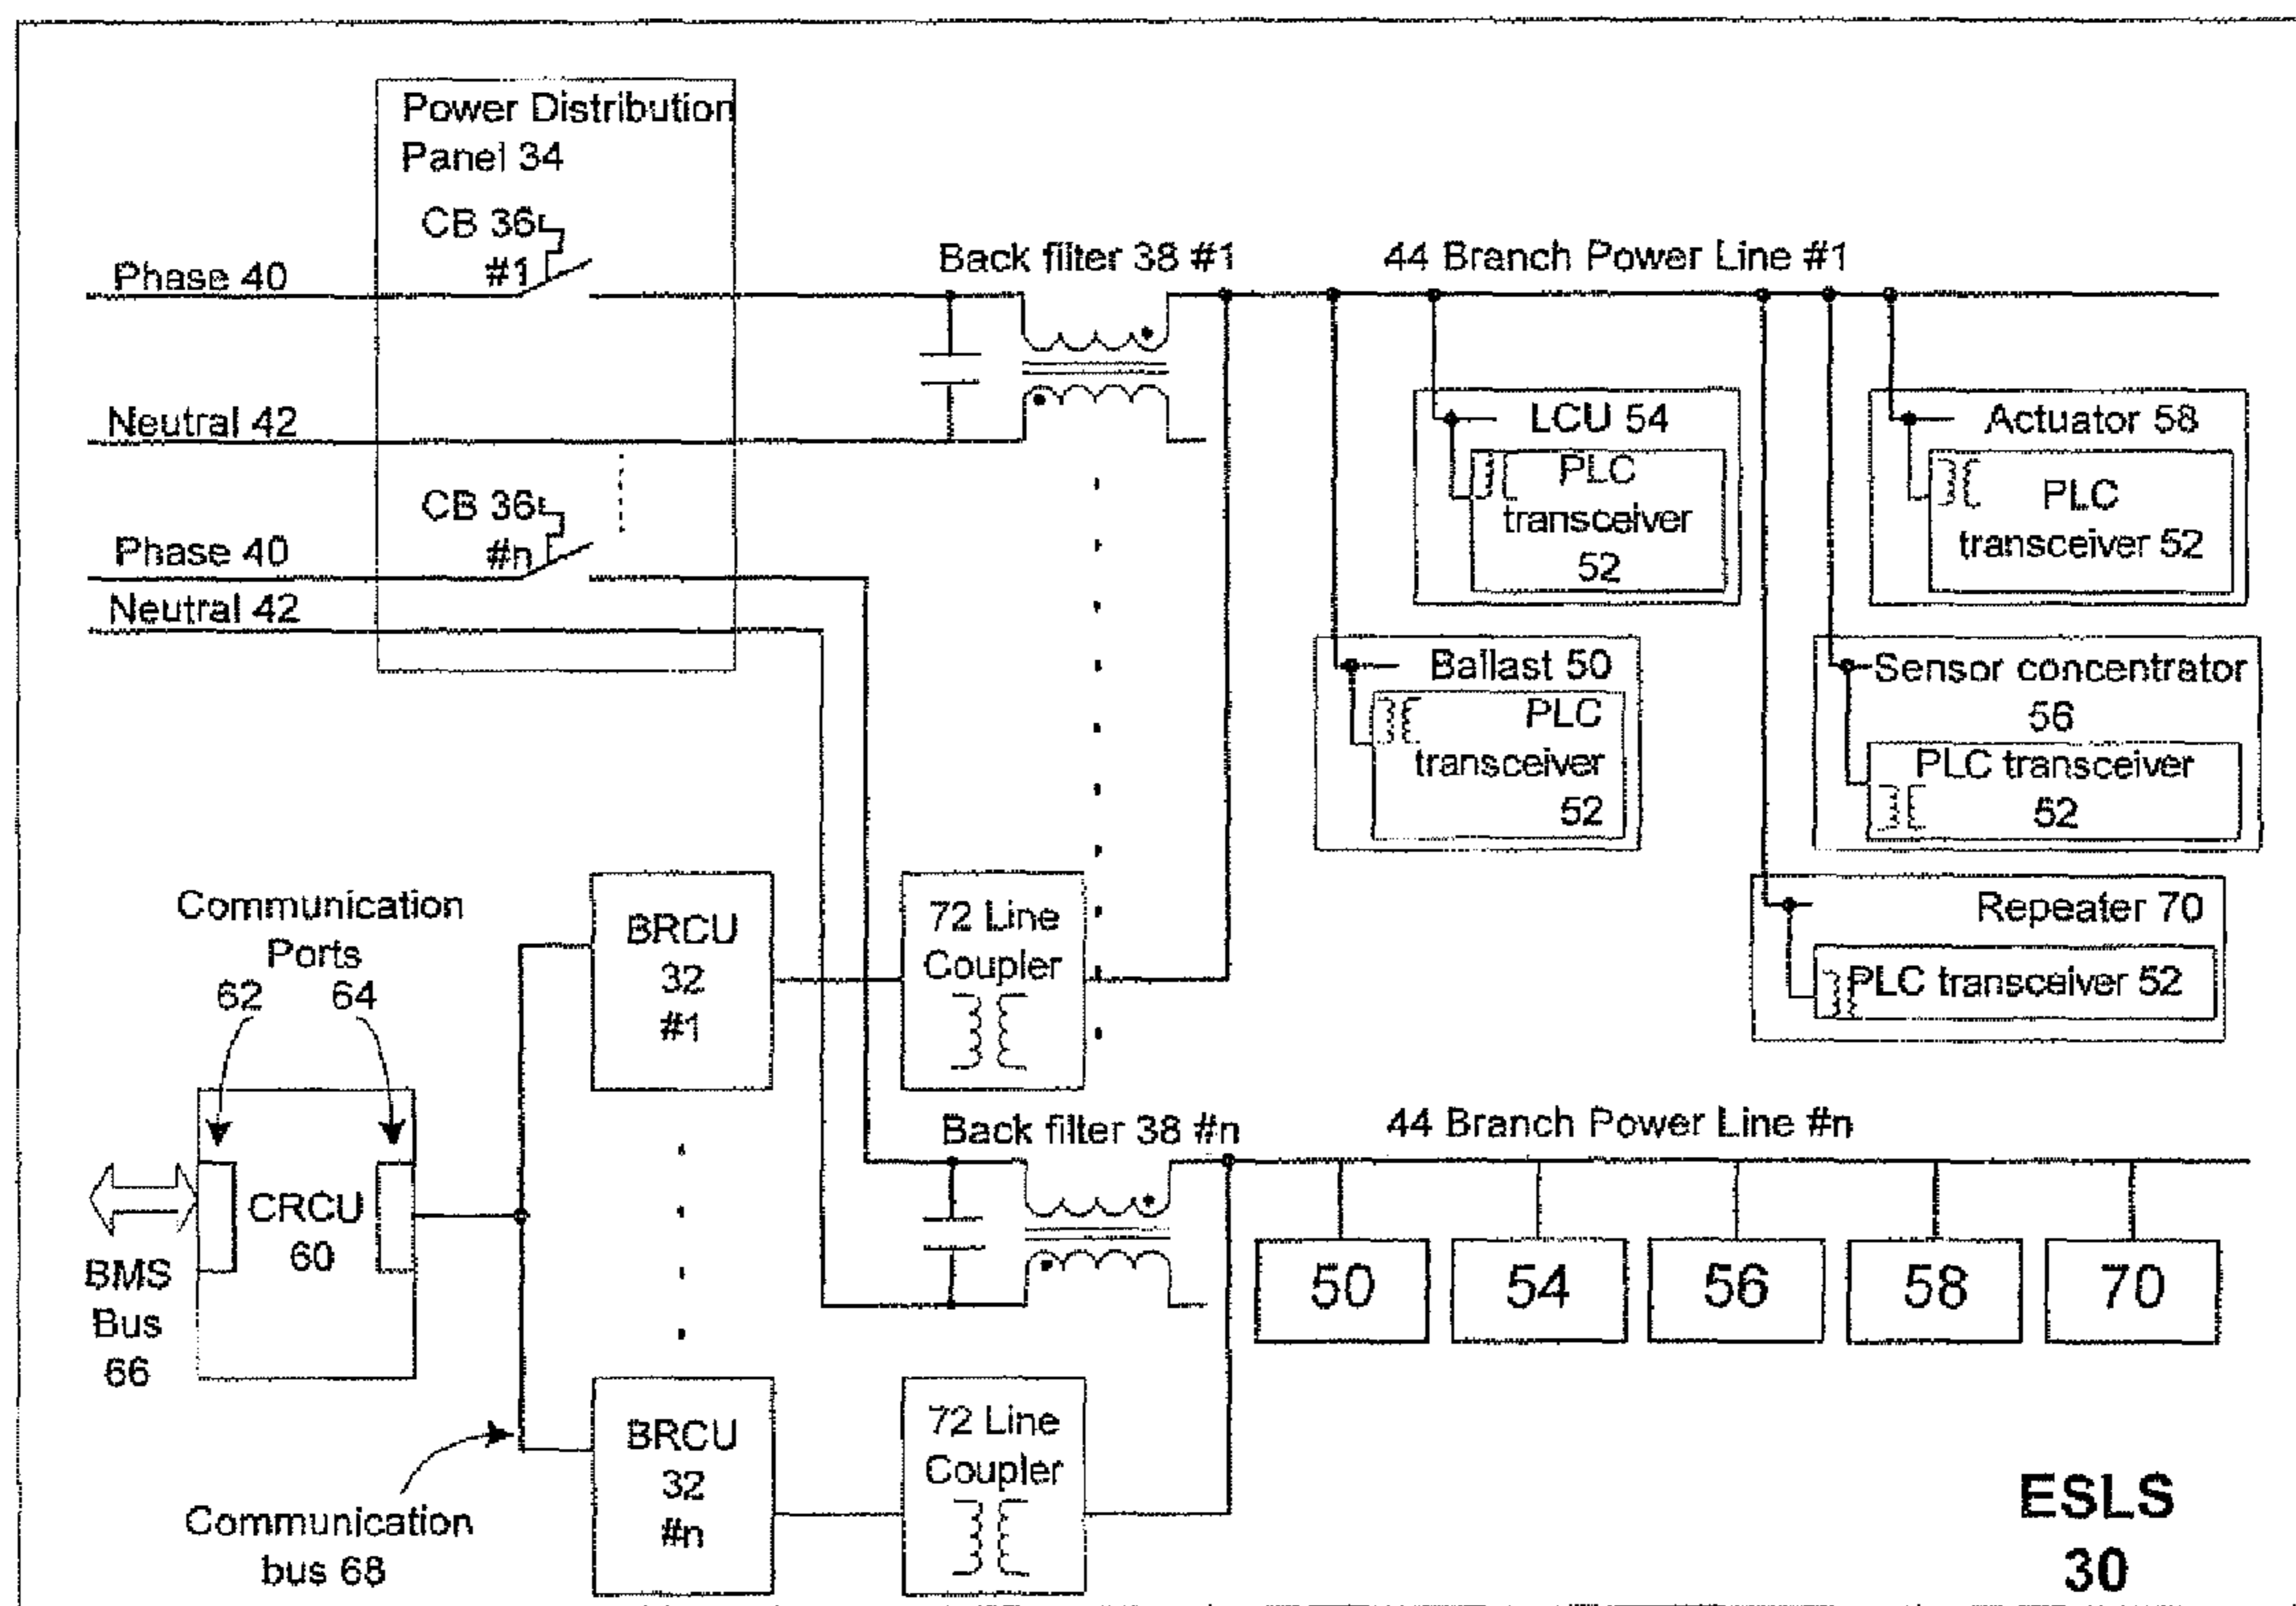 Power Distribution
Panel 34
CB 36
#1
Phase 40
Neutral 42
CB 36
#n
Phase 40
Neutral 42
Back filter 38 #1
44 Branch Power Line #1
LCU 54
PLC
transceiver
52
Actuator 58
PLC
transceiver 52
Ballast 50
PLC
transceiver
52
Sensor concentrator
56
PLC transceiver
52
Repeater 70
PLC transceiver 52
Communication
Ports
62 64
BRCU
32
#1
72 Line
Coupler
CRCU
60
BMS
Bus
66
Back filter 38 #n
44 Branch Power Line #n
50 54 56 58 70
BRCU
32
#n
72 Line
Coupler
Communication
bus 68
ESLS
30